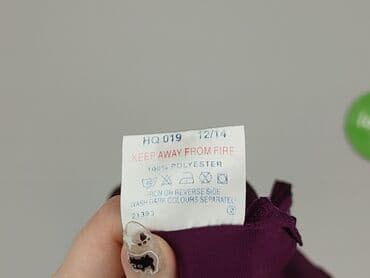 HQ 019 12/14
KEEP AWAY FROM FIRE
100% POLYESTER
IRON ON REVERSE SIDE
WASH DARK COLOURS SEPARATELY
21393